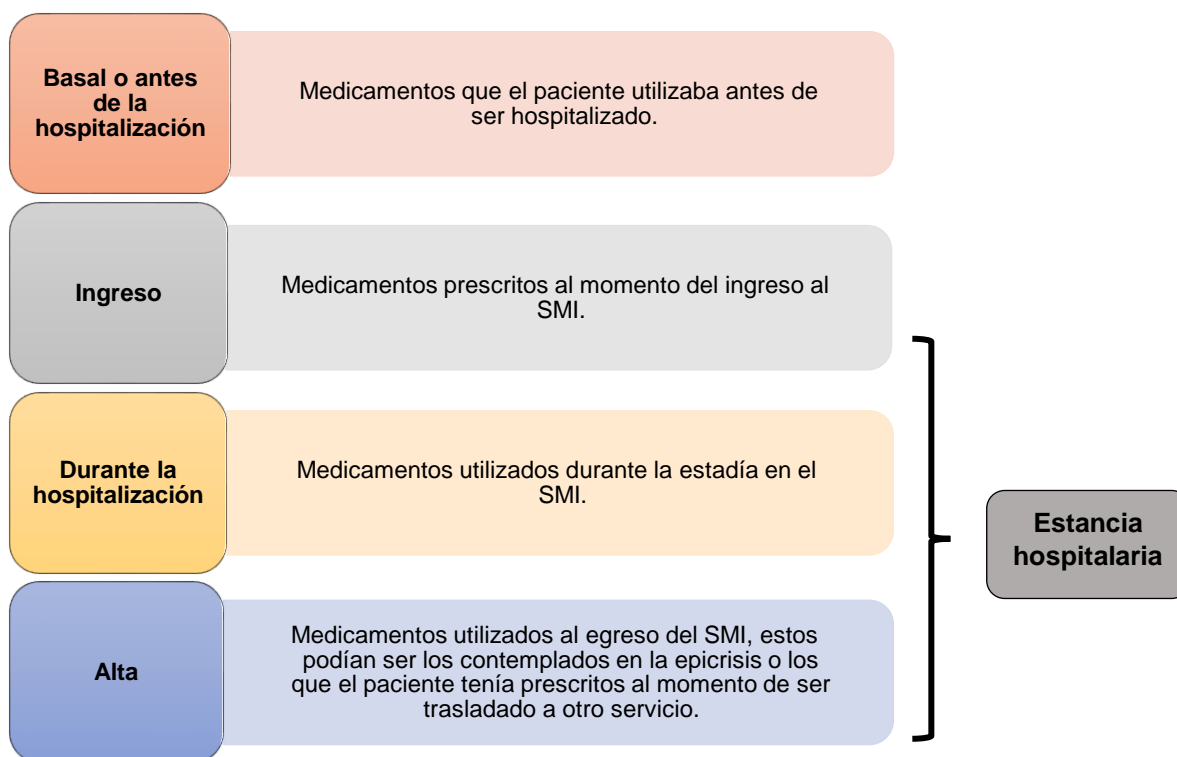 Basal o antes
de la
hospitalización
Medicamentos que el paciente utilizaba antes de
ser hospitalizado.
Ingreso
Medicamentos prescritos al momento del ingreso al
SMI.
Durante la
hospitalización
Medicamentos utilizados durante la estadía en el
SMI.
Estancia
hospitalaria
Alta
Medicamentos utilizados al egreso del SMI, estos
podían ser los contemplados en la epicrisis o los
que el paciente tenía prescritos al momento de ser
trasladado a otro servicio.